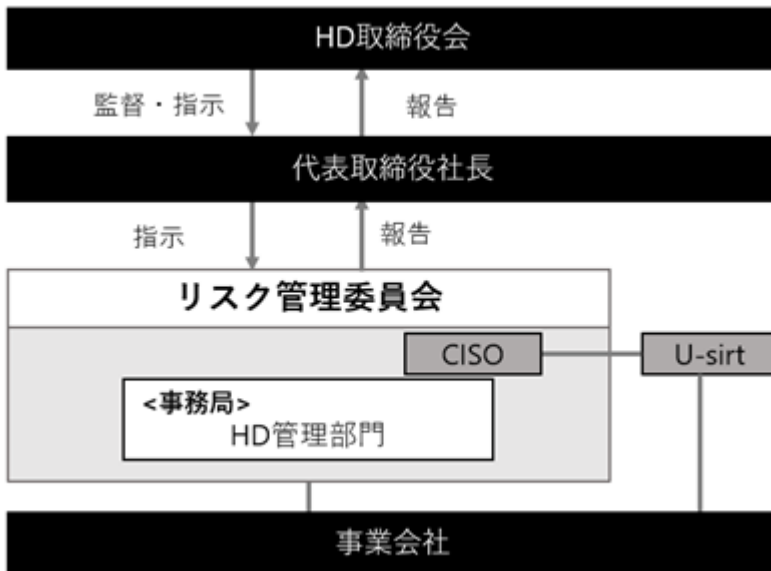 HD取締役会
監督・指示
報告
代表取締役社長
指示
報告
リスク管理委員会
CISO
U-sirt
<事務局>
HD管理部門
事業会社